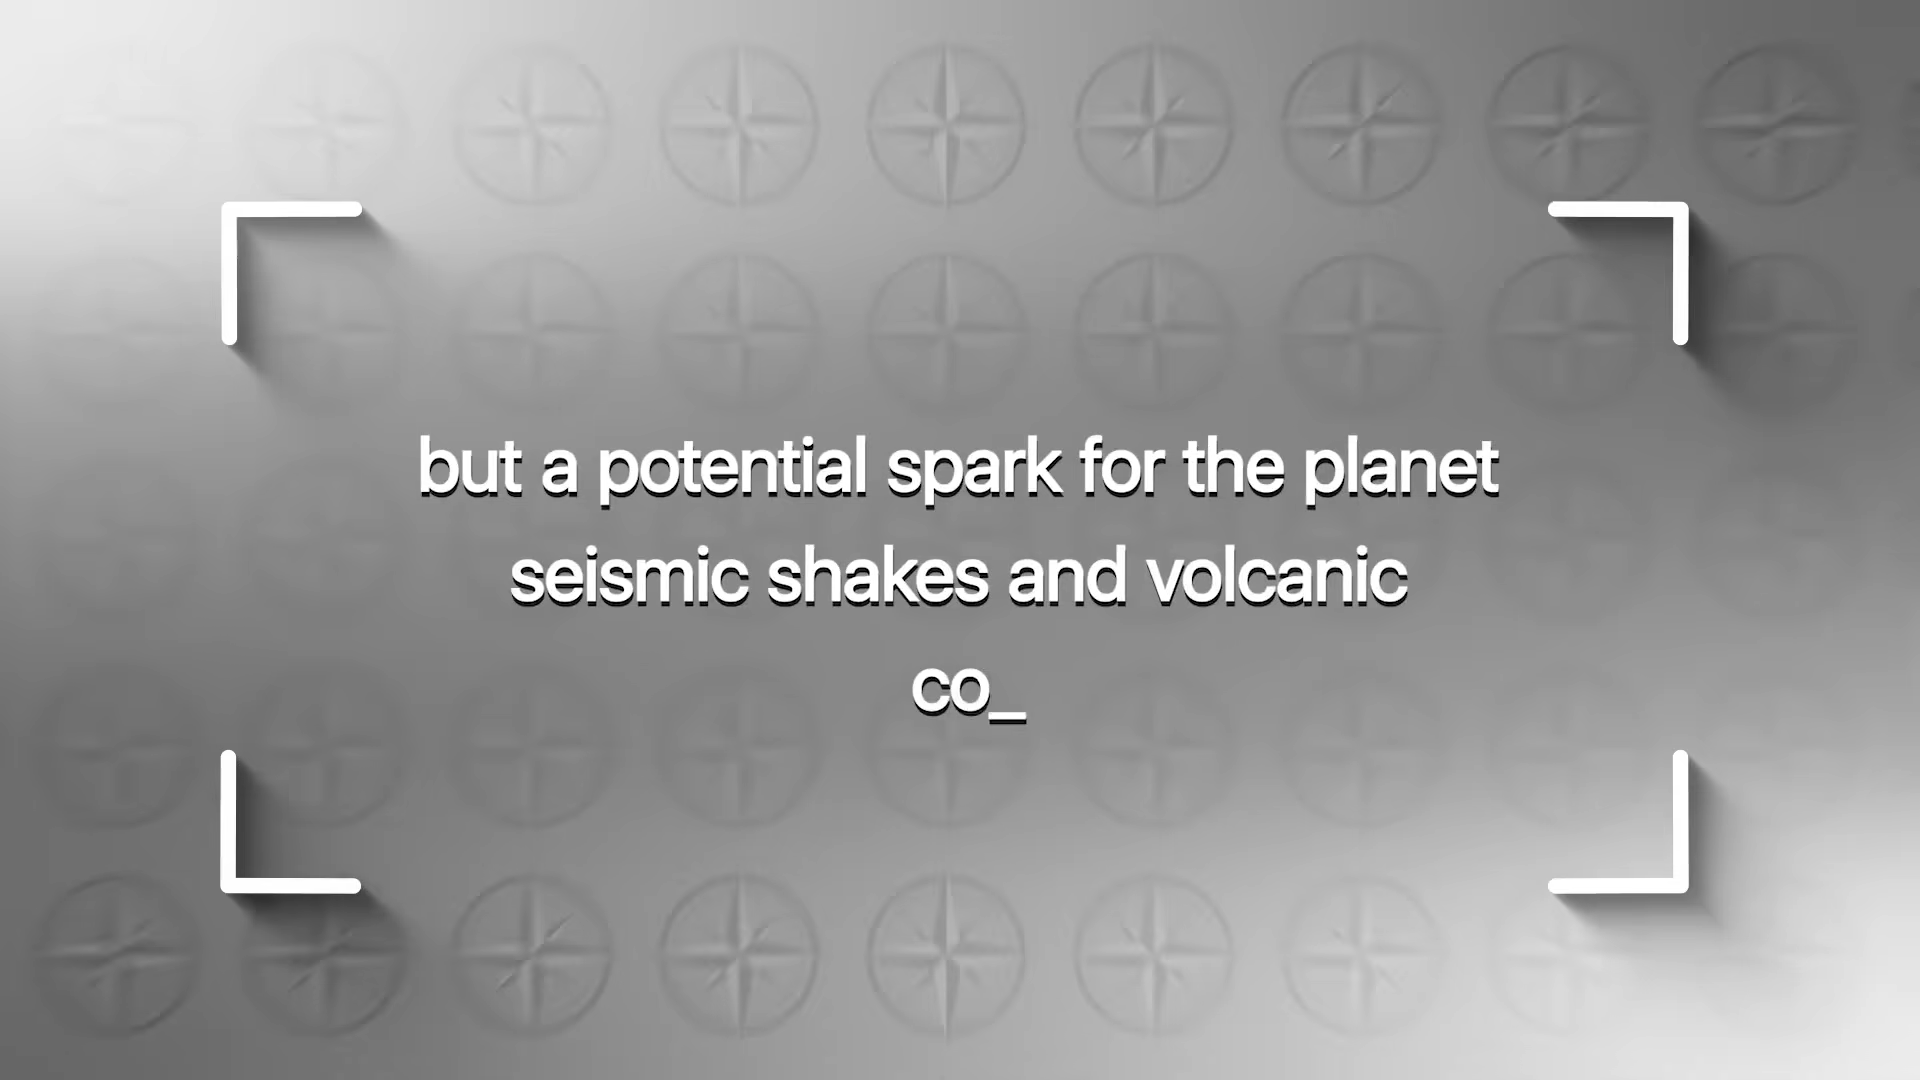 but a potential spark for the planet
seismic shakes and volcanic
co_